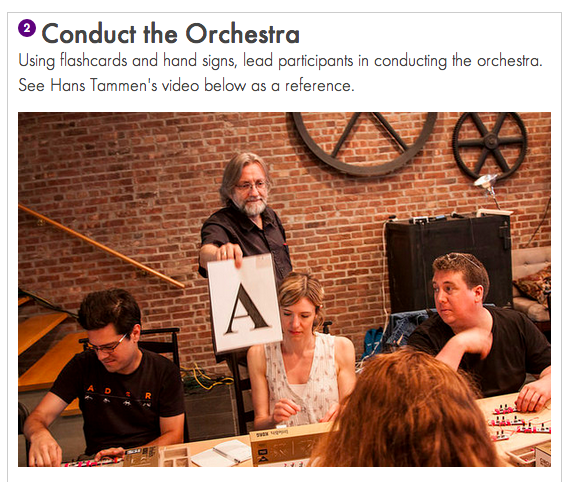 2 Conduct the Orchestra
Using flashcards and hand signs, lead participants in conducting the orchestra.
See Hans Tammen's video below as a reference.
A
KORG